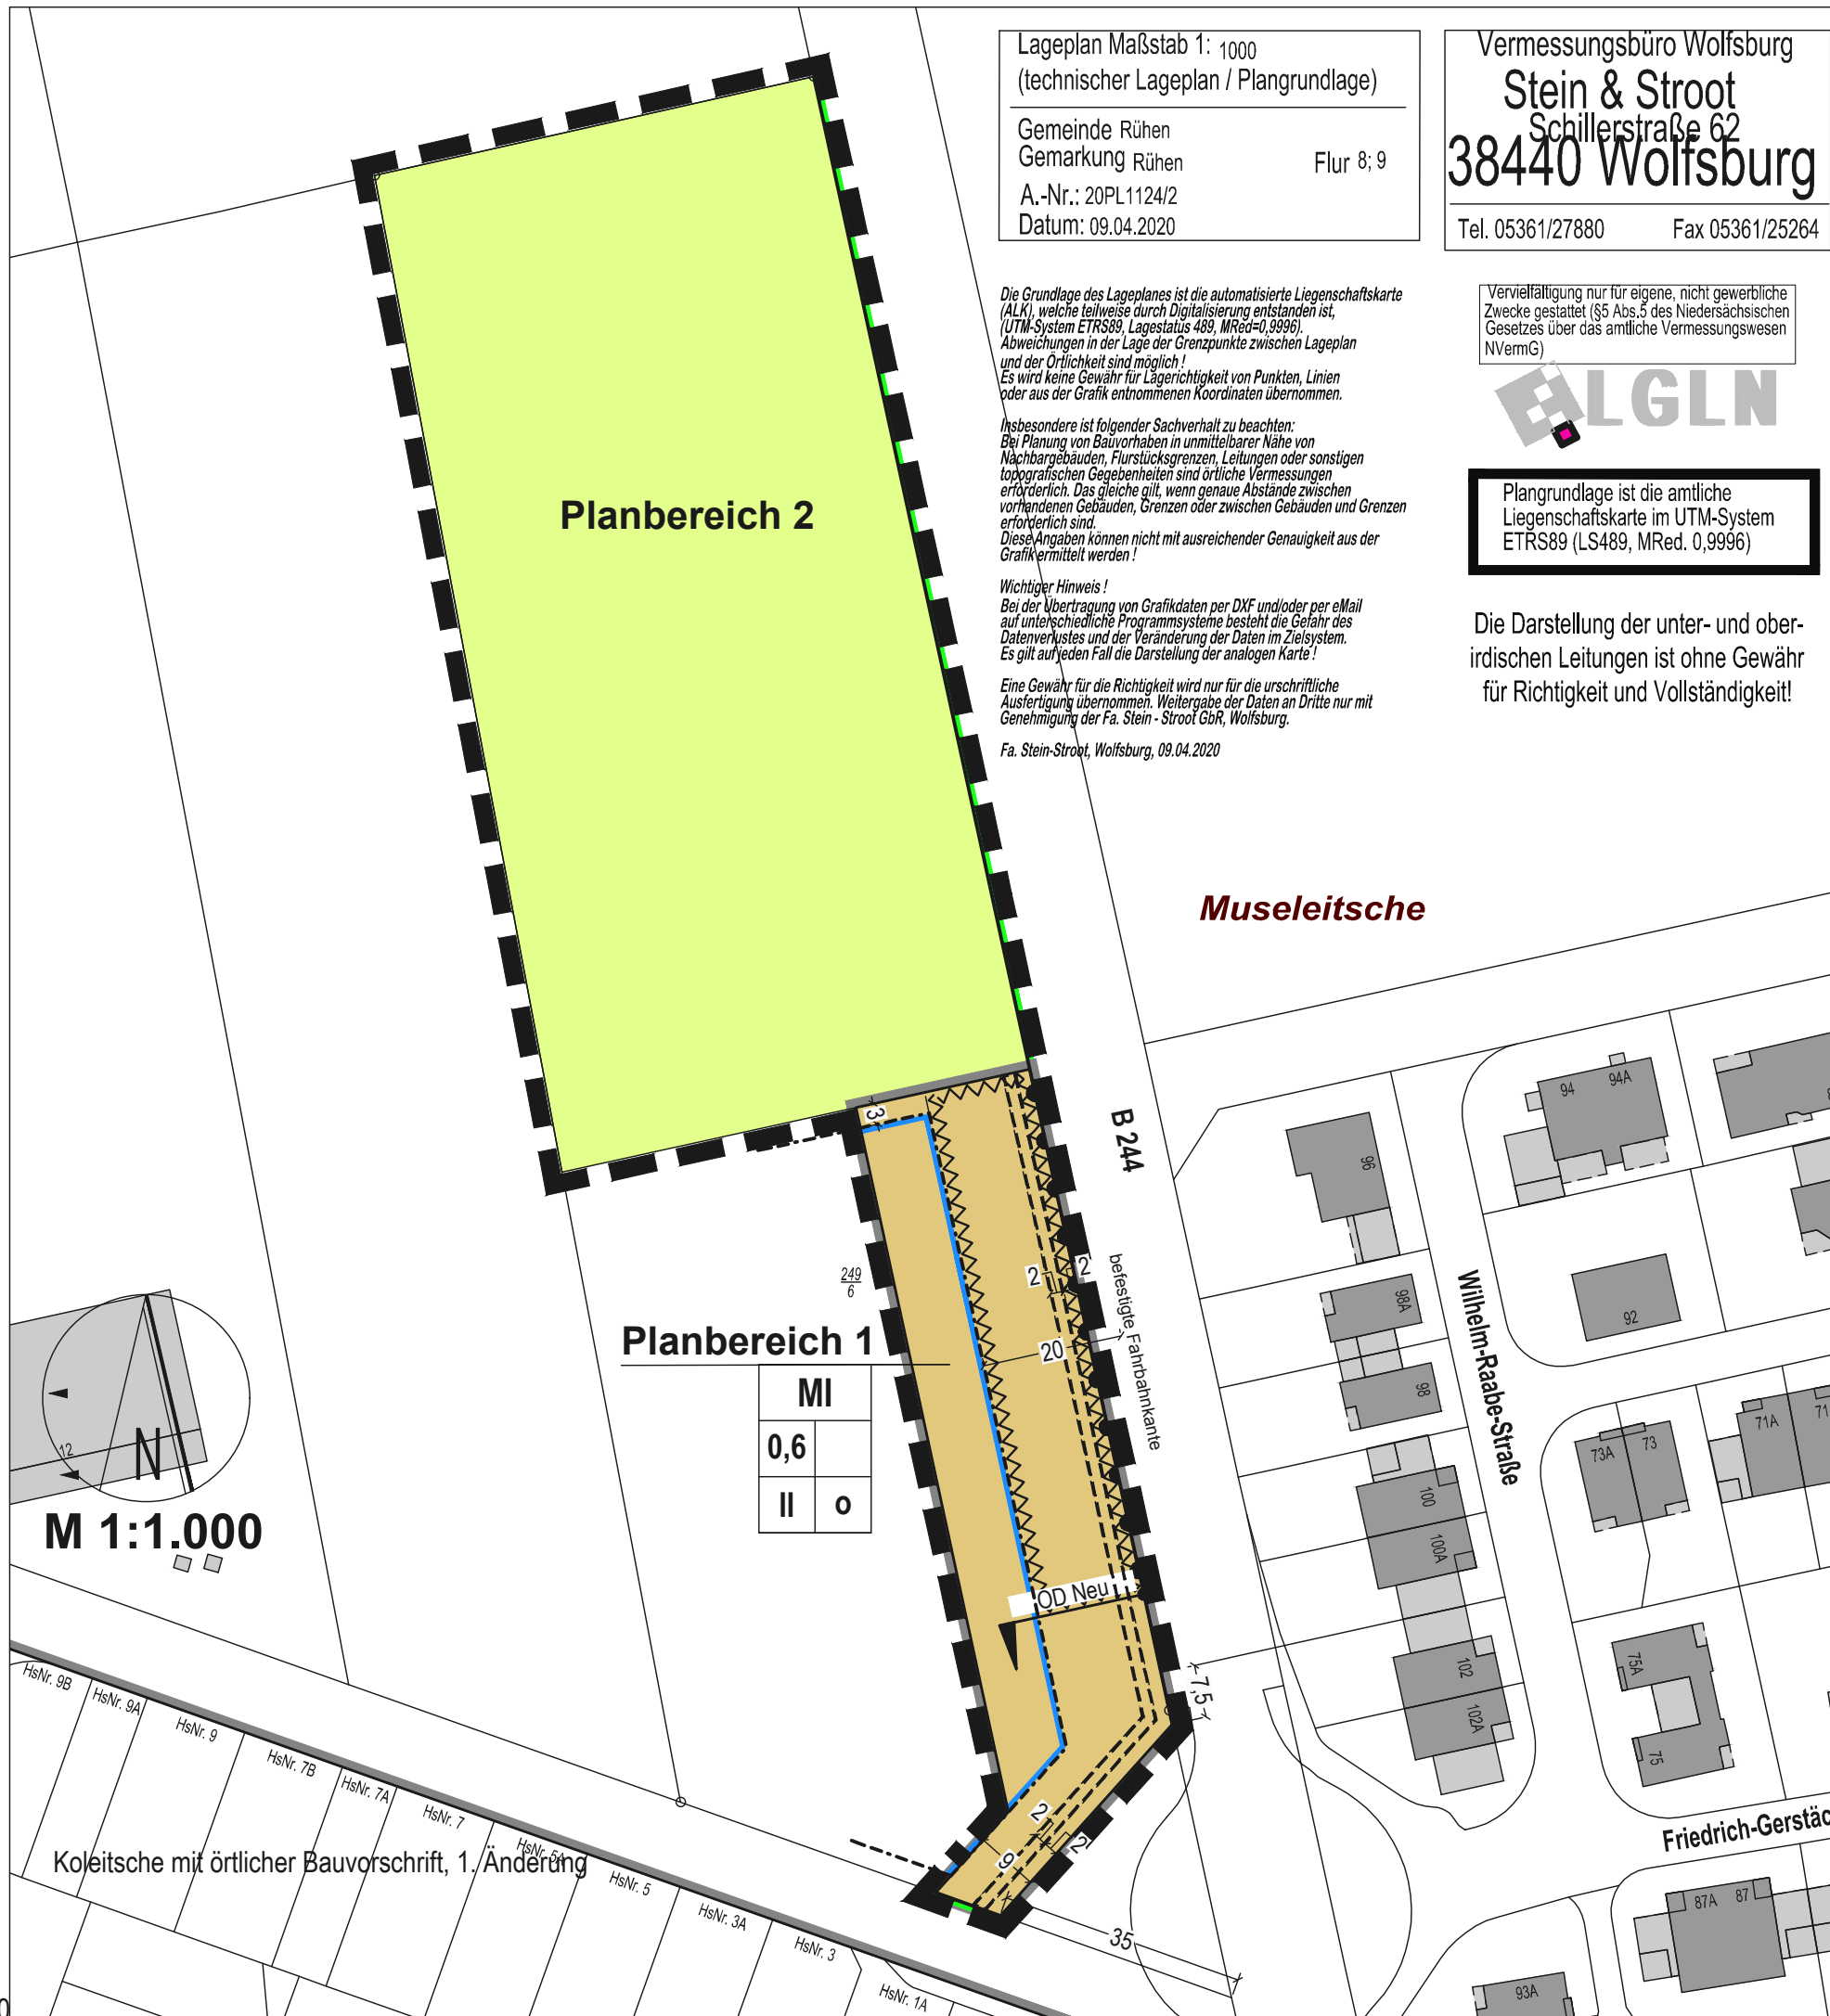 Lageplan Maßstab 1: 1000
(technischer Lageplan / Plangrundlage)
Gemeinde Rühen
Gemarkung Rühen Flur 8; 9
A.-Nr.: 20PL1124/2
Datum: 09.04.2020
Vermessungsbüro Wolfsburg
Stein & Stroot
Schillerstraße 62
38440 Wolfsburg
Tel. 05361/27880 Fax 05361/25264
Die Grundlage des Lageplanes ist die automatisierte Liegenschaftskarte
(ALK), welche teilweise durch Digitalisierung entstanden ist,
(UTM-System ETRS89, Lagestatus 489, MRed=0,9996).
Abweichungen in der Lage der Grenzpunkte zwischen Lageplan
und der Örtlichkeit sind möglich !
Es wird keine Gewähr für Lagerichtigkeit von Punkten, Linien
oder aus der Grafik entnommenen Koordinaten übernommen.
Insbesondere ist folgender Sachverhalt zu beachten:
Bei Planung von Bauvorhaben in unmittelbarer Nähe von
Nachbargebäuden, Flurstücksgrenzen, Leitungen oder sonstigen
topografischen Gegebenheiten sind örtliche Vermessungen
erforderlich. Das gleiche gilt, wenn genaue Abstände zwischen
vorhandenen Gebäuden, Grenzen oder zwischen Gebäuden und Grenzen
erforderlich sind.
Diese Angaben können nicht mit ausreichender Genauigkeit aus der
Grafik ermittelt werden !
Wichtiger Hinweis !
Bei der Übertragung von Grafikdaten per DXF und/oder per eMail
auf unterschiedliche Programmsysteme besteht die Gefahr des
Datenverlustes und der Veränderung der Daten im Zielsystem.
Es gilt auf jeden Fall die Darstellung der analogen Karte !
Eine Gewähr für die Richtigkeit wird nur für die urschriftliche
Ausfertigung übernommen. Weitergabe der Daten an Dritte nur mit
Genehmigung der Fa. Stein - Stroot GbR, Wolfsburg.
Fa. Stein-Stroot, Wolfsburg, 09.04.2020
Vervielfältigung nur für eigene, nicht gewerbliche
Zwecke gestattet (§5 Abs.5 des Niedersächsischen
Gesetzes über das amtliche Vermessungswesen
NVermG)
LGLN
Plangrundlage ist die amtliche
Liegenschaftskarte im UTM-System
ETRS89 (LS489, MRed. 0,9996)
Die Darstellung der unter- und ober-
irdischen Leitungen ist ohne Gewähr
für Richtigkeit und Vollständigkeit!
Planbereich 2
Museleitsche
B 244
befestigte Fahrbahnkante
3
2
2
20
249
6
Planbereich 1
MI
0,6
II o
OD Neu
7,5
2
2
9
35
12
N
M 1:1.000
Wilhelm-Raabe-Straße
Friedrich-Gerstäc
94
94A
96
92
98A
98
73A
73
71A
71
100
100A
102
102A
75A
75
87A
87
93A
HsNr. 9B
HsNr. 9A
HsNr. 9
HsNr. 7B
HsNr. 7A
HsNr. 7
HsNr. 5A
HsNr. 5
HsNr. 3A
HsNr. 3
HsNr. 1A
Koleitsche mit örtlicher Bauvorschrift, 1. Änderung